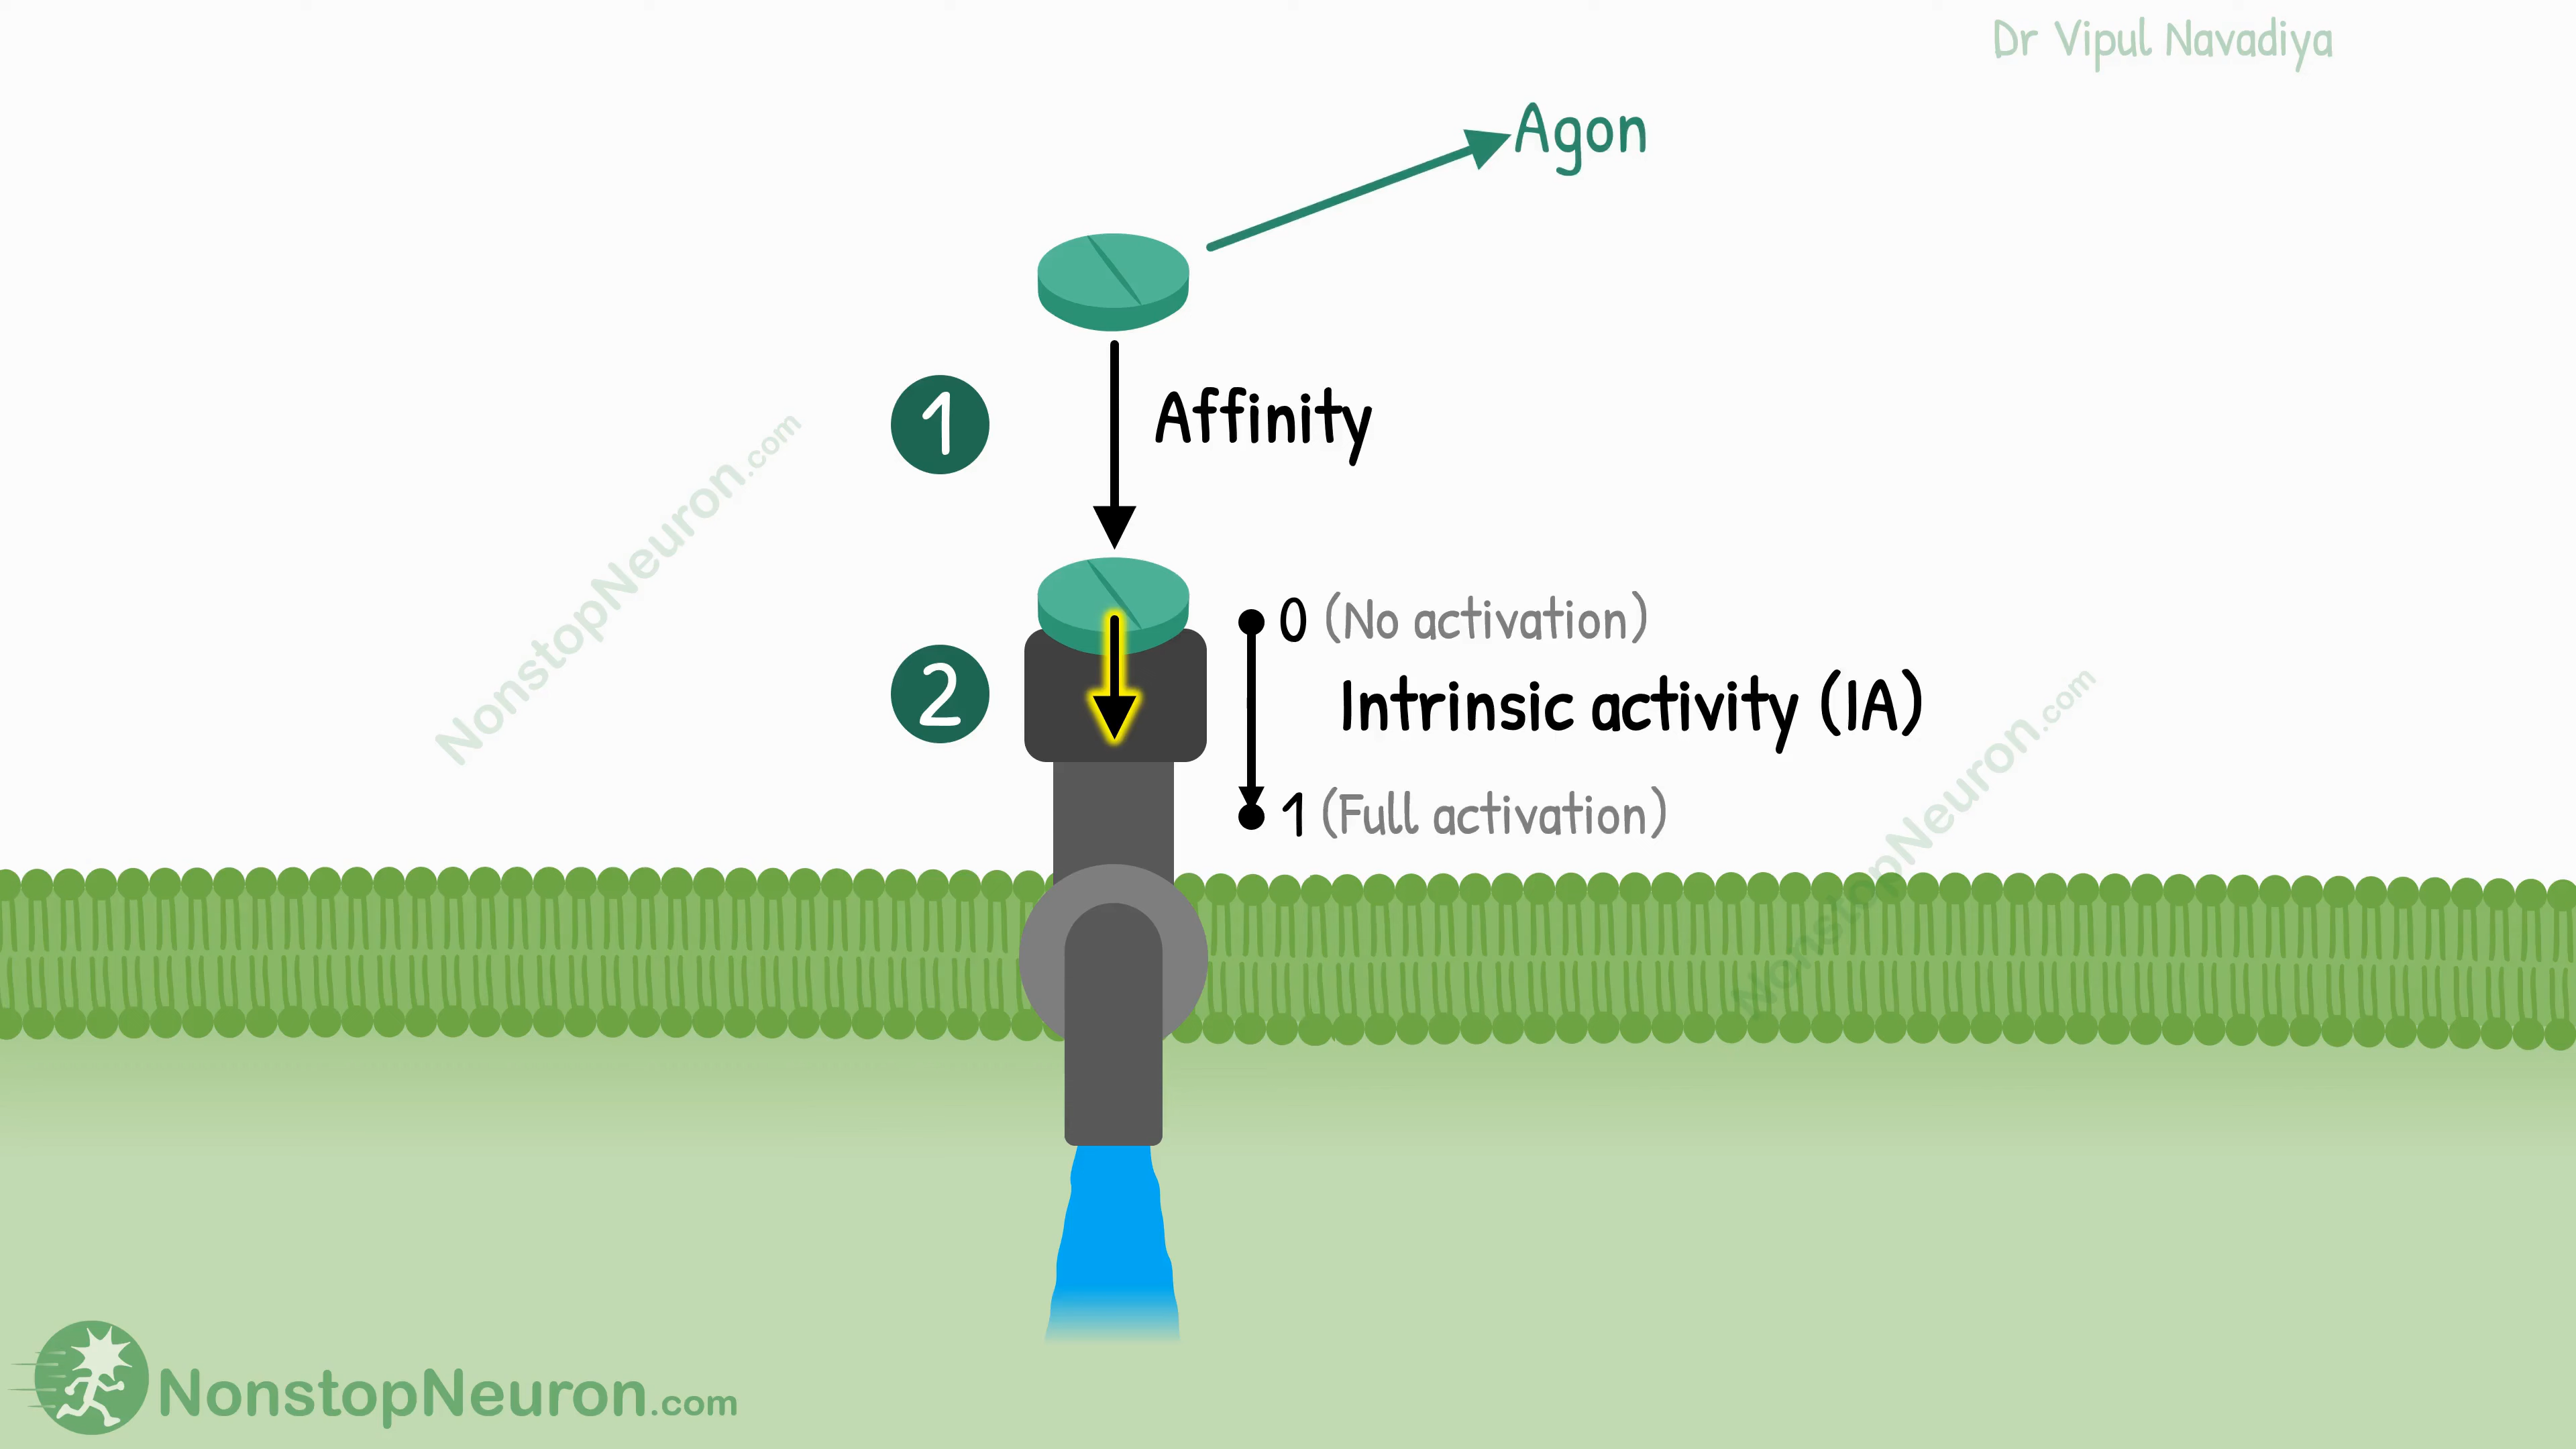 Dr Vipul Navadiya
Agon
1
Affinity
NonstopNeuron.com
0 (No activation)
2
Intrinsic activity (IA)
1 (Full activation)
NonstopNeuron.com
NonstopNeuron.com